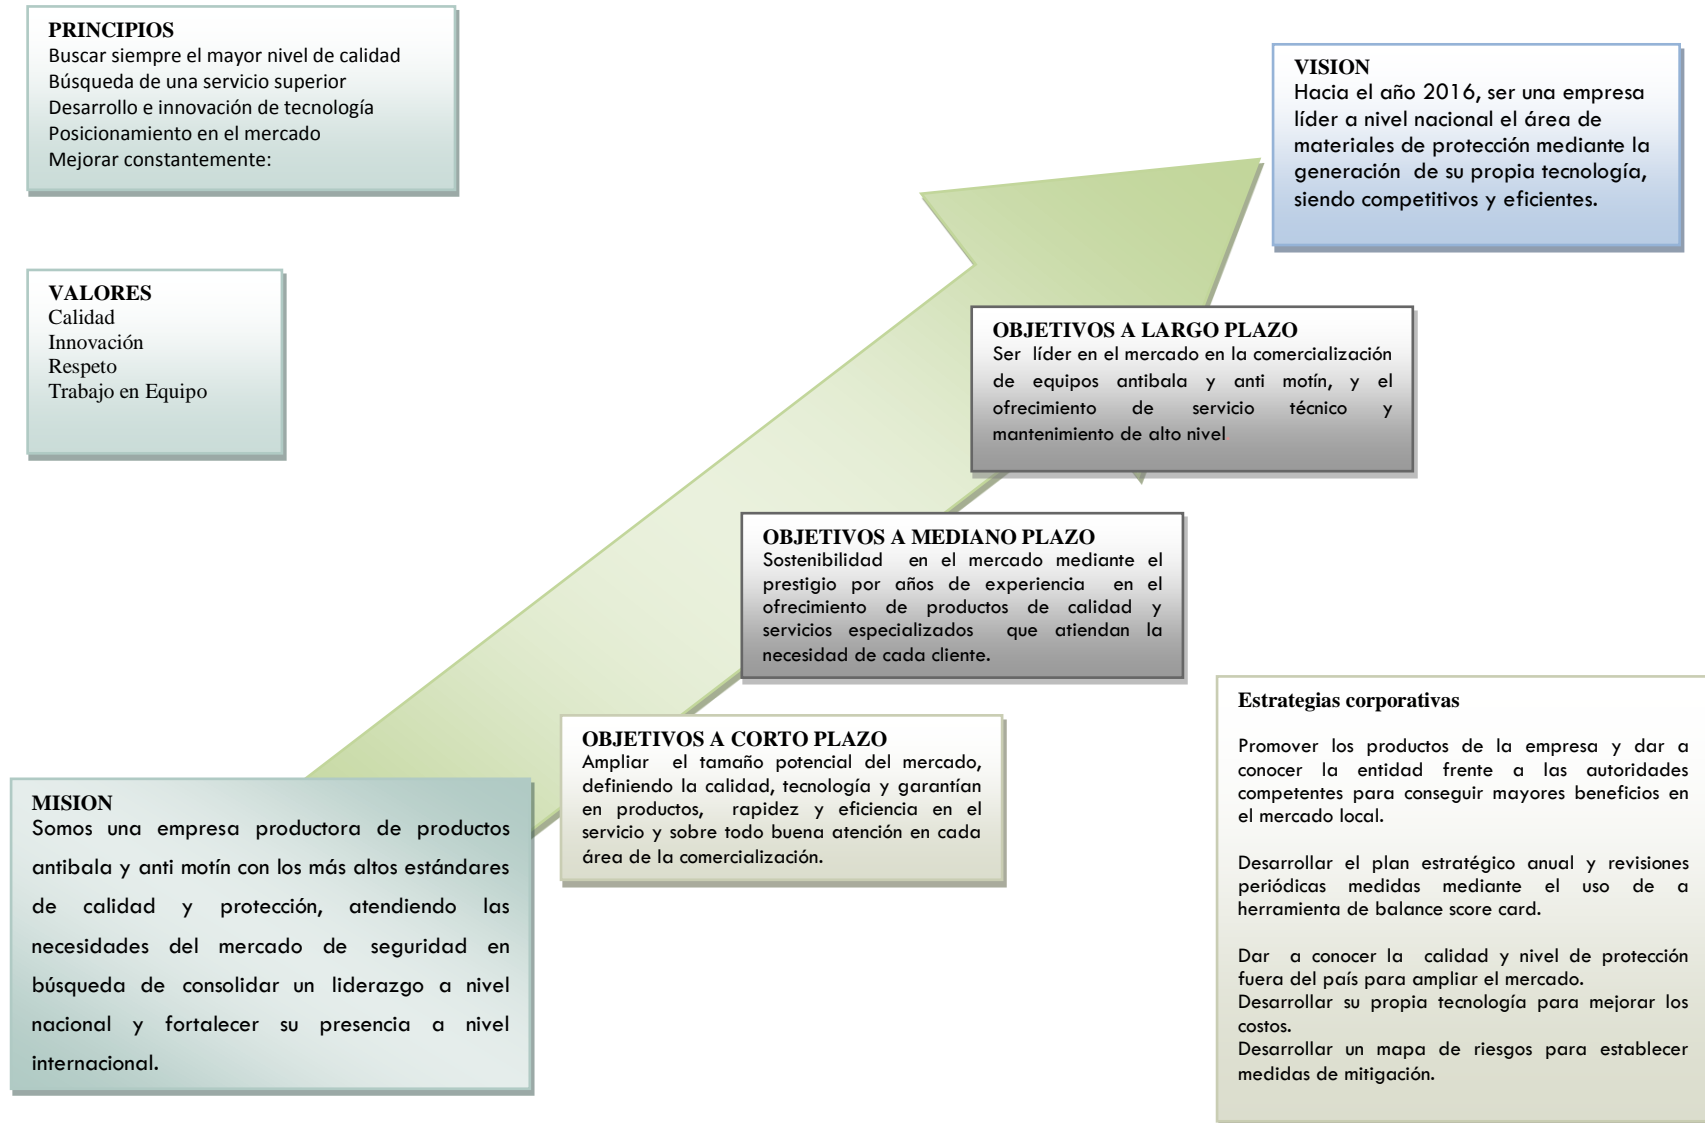 PRINCIPIOS
Buscar siempre el mayor nivel de calidad
Búsqueda de una servicio superior
Desarrollo e innovación de tecnología
Posicionamiento en el mercado
Mejorar constantemente:
VISION
Hacia el año 2016, ser una empresa
líder a nivel nacional el área de
materiales de protección mediante la
generación de su propia tecnología,
siendo competitivos y eficientes.
VALORES
Calidad
Innovación
Respeto
Trabajo en Equipo
OBJETIVOS A LARGO PLAZO
Ser líder en el mercado en la comercialización
de equipos antibala y anti motín, y el
ofrecimiento de servicio técnico y
mantenimiento de alto nivel
OBJETIVOS A MEDIANO PLAZO
Sostenibilidad en el mercado mediante el
prestigio por años de experiencia en el
ofrecimiento de productos de calidad y
servicios especializados que atiendan la
necesidad de cada cliente.
OBJETIVOS A CORTO PLAZO
Ampliar el tamaño potencial del mercado,
definiendo la calidad, tecnología y garantían
en productos, rapidez y eficiencia en el
servicio y sobre todo buena atención en cada
área de la comercialización.
MISION
Somos una empresa productora de productos
antibala y anti motín con los más altos estándares
de calidad y protección, atendiendo las
necesidades del mercado de seguridad en
búsqueda de consolidar un liderazgo a nivel
nacional y fortalecer su presencia a nivel
internacional.
Estrategias corporativas
Promover los productos de la empresa y dar a
conocer la entidad frente a las autoridades
competentes para conseguir mayores beneficios en
el mercado local.
Desarrollar el plan estratégico anual y revisiones
periódicas medidas mediante el uso de a
herramienta de balance score card.
Dar a conocer la calidad y nivel de protección
fuera del país para ampliar el mercado.
Desarrollar su propia tecnología para mejorar los
costos.
Desarrollar un mapa de riesgos para establecer
medidas de mitigación.